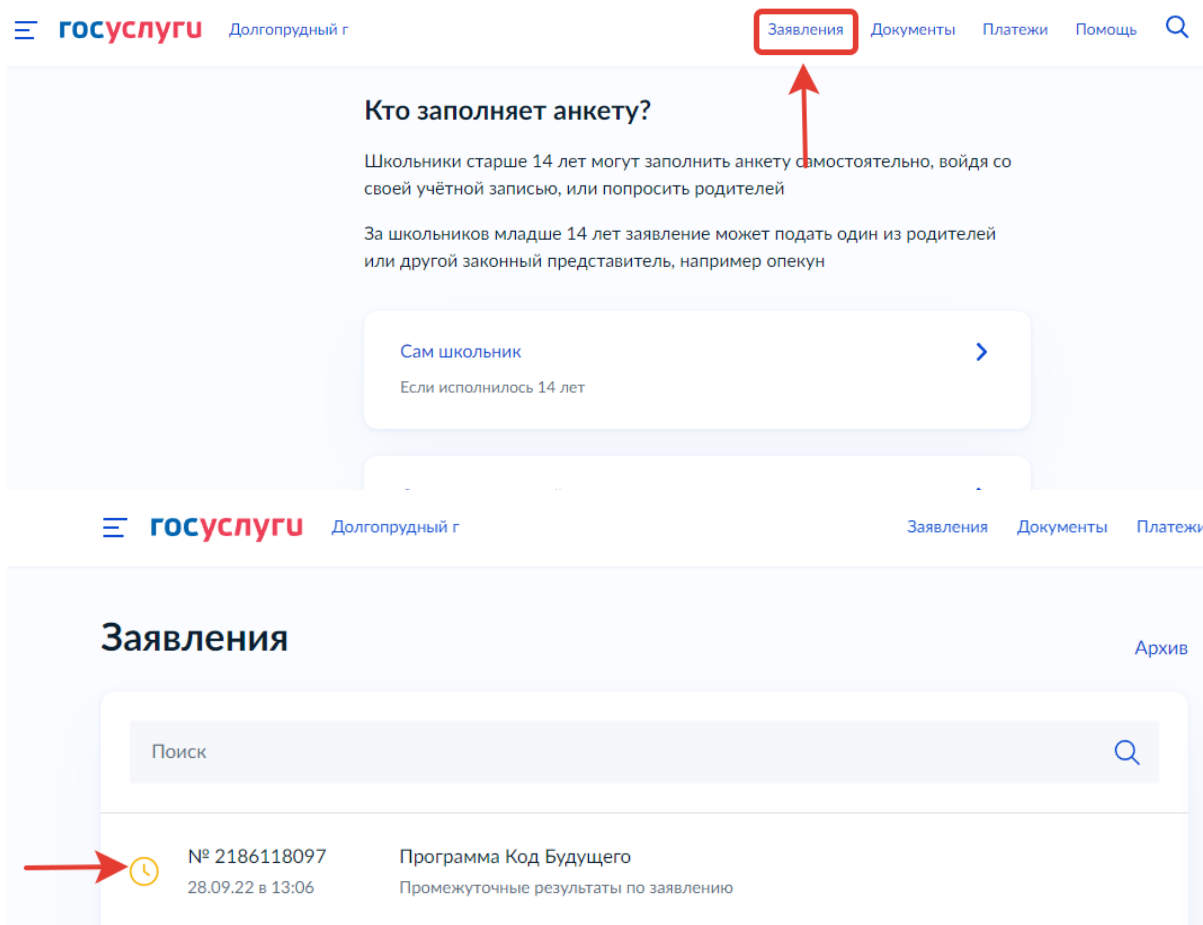 госуслуги Долгопрудный г Заявления Документы Платежи Помощь
Кто заполняет анкету?
Школьники старше 14 лет могут заполнить анкету самостоятельно, войдя со
своей учётной записью, или попросить родителей
За школьников младше 14 лет заявление может подать один из родителей
или другой законный представитель, например опекун
Сам школьник
Если исполнилось 14 лет
госуслуги Долгопрудный г Заявления Документы Платежи
Заявления
Архив
Поиск
№ 2186118097 Программа Код Будущего
28.09.22 в 13:06 Промежуточные результаты по заявлению